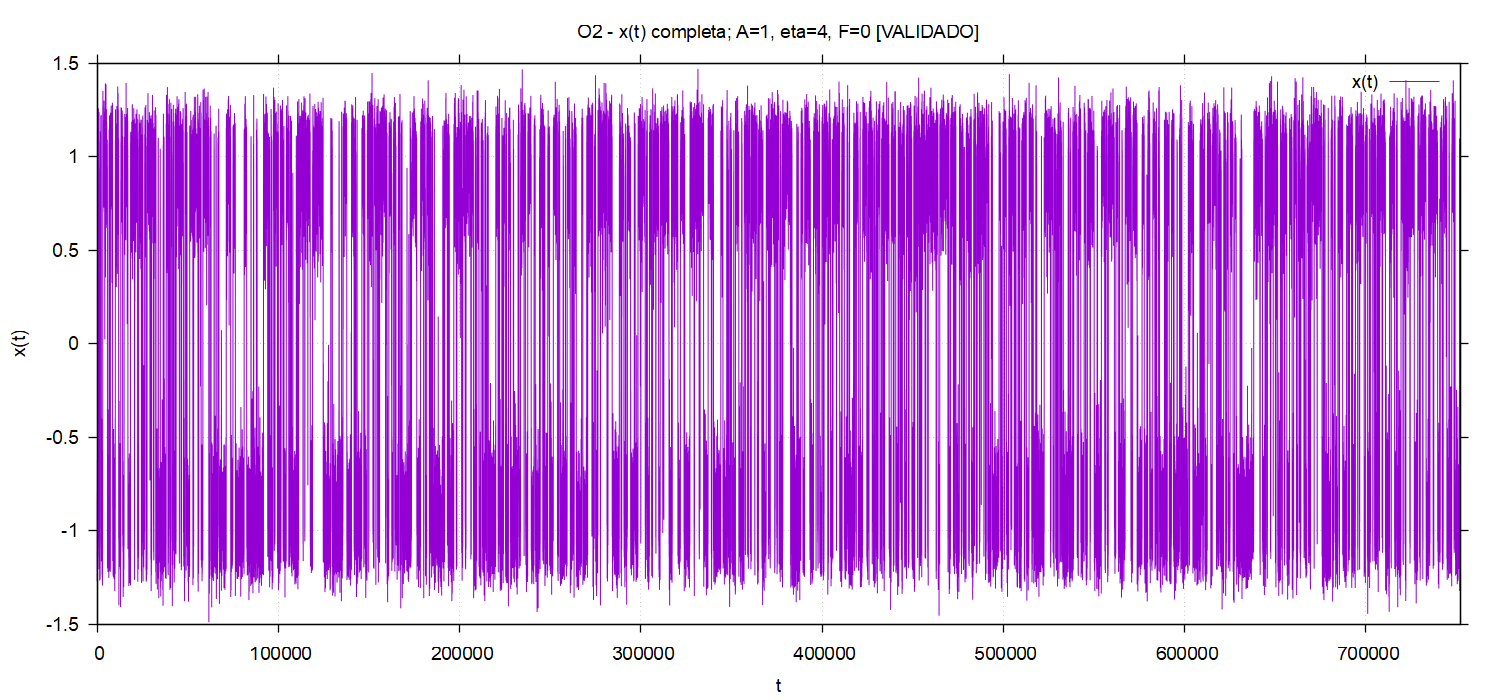 O2 - x(t) completa; A=1, eta=4, F=0 [VALIDADO]
1.5
x(t)
1
0.5
0
x(t)
-0.5
-1
-1.5
0 100000 200000 300000 400000 500000 600000 700000
t